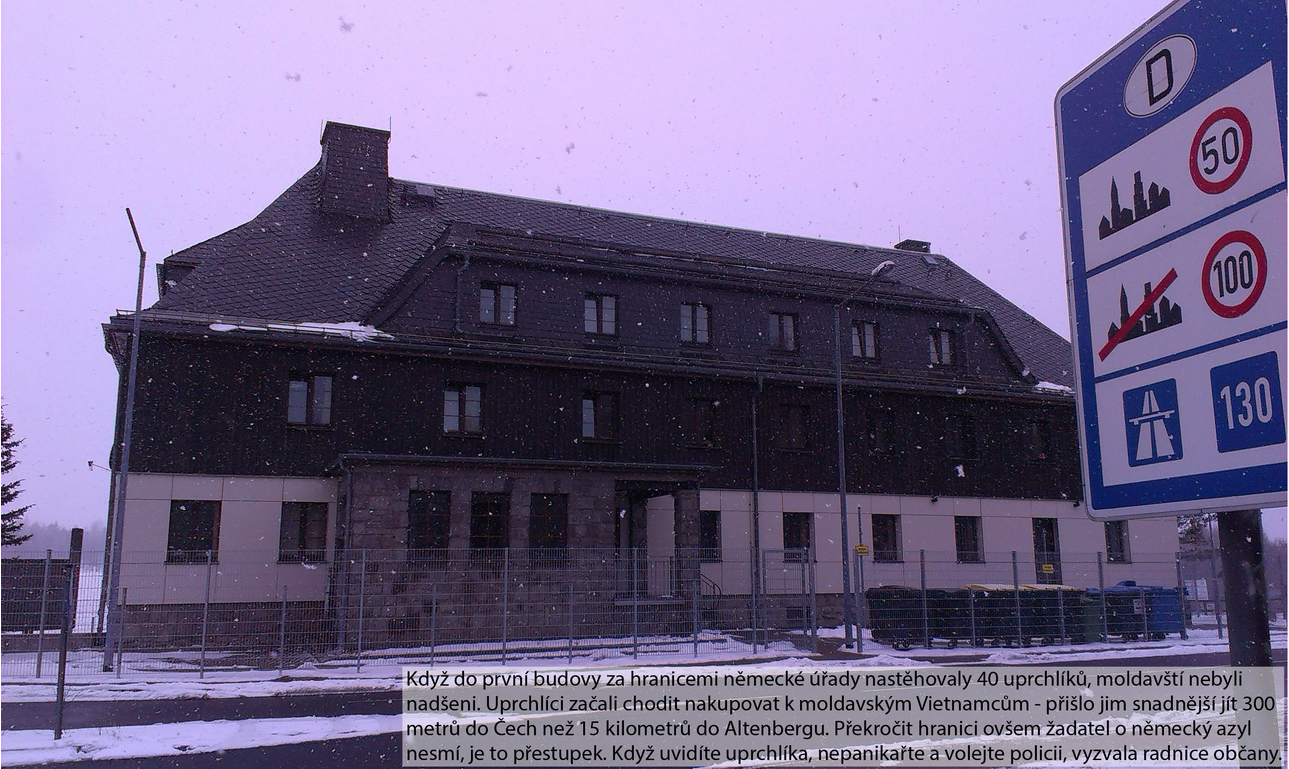 D
50
100
130
Když do první budovy za hranicemi německé úřady nastěhovaly 40 uprchlíků, moldavští nebyli
nadšeni. Uprchlíci začali chodit nakupovat k moldavským Vietnamcům - přišlo jim snadnější jít 300
metrů do Čech než 15 kilometrů do Altenbergu. Překročit hranici ovšem žadatel o německý azyl
nesmí, je to přestupek. Když uvidíte uprchlíka, nepanikařte a volejte policii, vyzvala radnice občany.